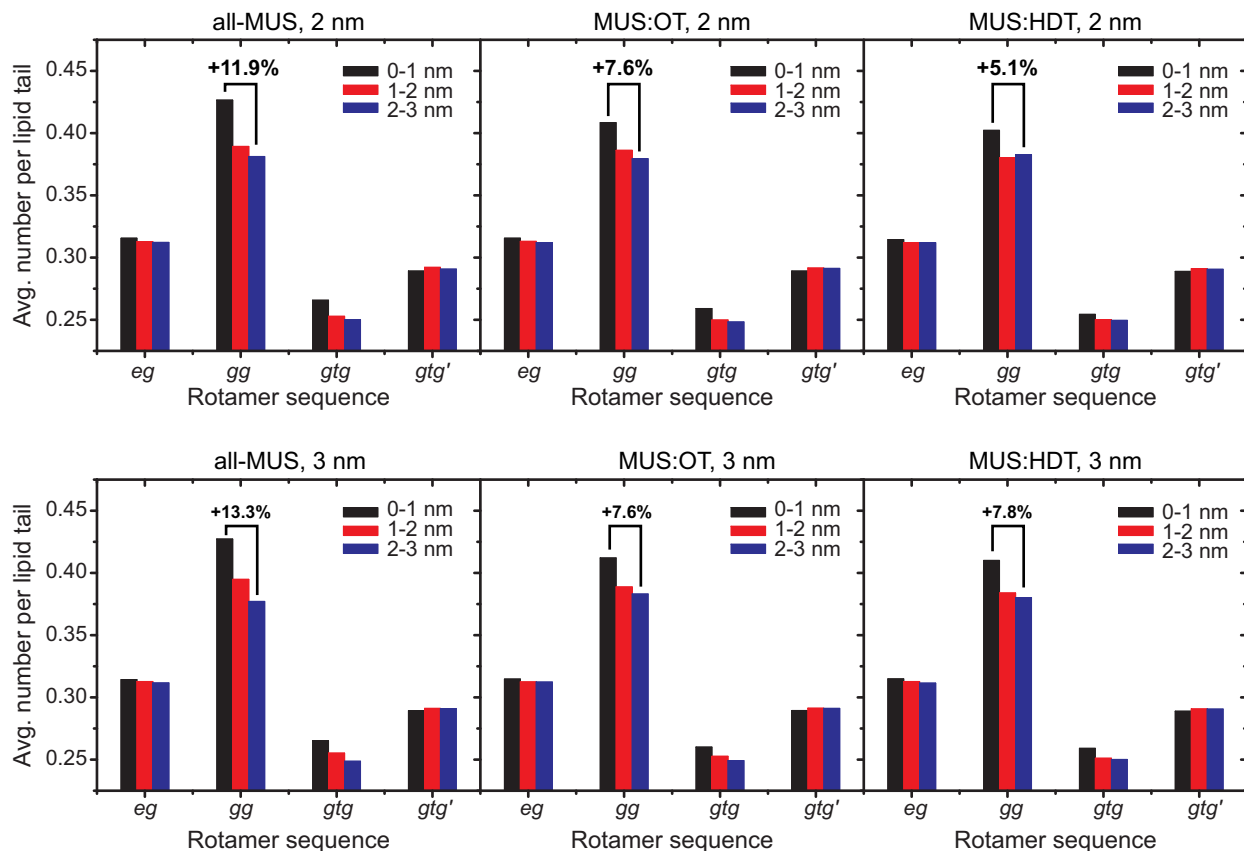 all-MUS, 2 nm
MUS:OT, 2 nm
MUS:HDT, 2 nm
Avg. number per lipid tail
0.45
0.40
0.35
0.30
0.25
+11.9%
0-1 nm
1-2 nm
2-3 nm
+7.6%
0-1 nm
1-2 nm
2-3 nm
+5.1%
0-1 nm
1-2 nm
2-3 nm
eg gg gtg gtg'
eg gg gtg gtg'
eg gg gtg gtg'
Rotamer sequence
Rotamer sequence
Rotamer sequence
all-MUS, 3 nm
MUS:OT, 3 nm
MUS:HDT, 3 nm
Avg. number per lipid tail
0.45
0.40
0.35
0.30
0.25
+13.3%
0-1 nm
1-2 nm
2-3 nm
+7.6%
0-1 nm
1-2 nm
2-3 nm
+7.8%
0-1 nm
1-2 nm
2-3 nm
eg gg gtg gtg'
eg gg gtg gtg'
eg gg gtg gtg'
Rotamer sequence
Rotamer sequence
Rotamer sequence